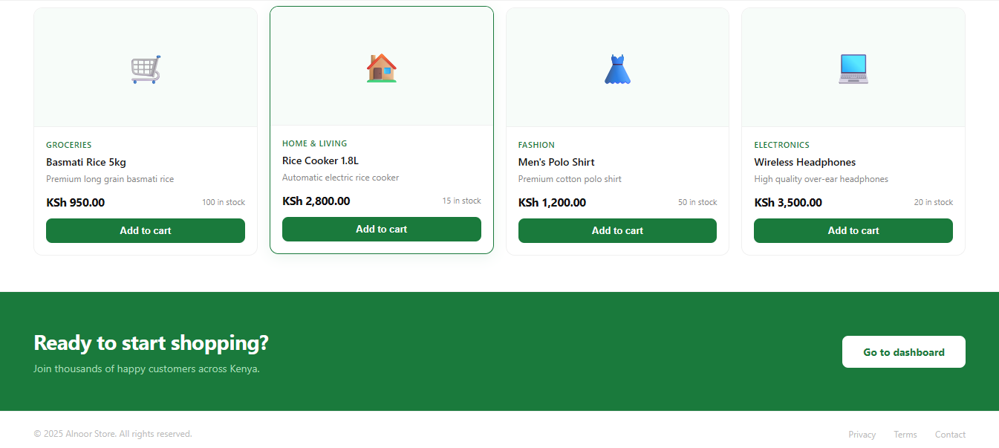 GROCERIES
Basmati Rice 5kg
Premium long grain basmati rice
KSh 950.00 100 in stock
Add to cart
HOME & LIVING
Rice Cooker 1.8L
Automatic electric rice cooker
KSh 2,800.00 15 in stock
Add to cart
FASHION
Men's Polo Shirt
Premium cotton polo shirt
KSh 1,200.00 50 in stock
Add to cart
ELECTRONICS
Wireless Headphones
High quality over-ear headphones
KSh 3,500.00 20 in stock
Add to cart
Ready to start shopping?
Join thousands of happy customers across Kenya.
Go to dashboard
© 2025 Alnoor Store. All rights reserved.
Privacy Terms Contact